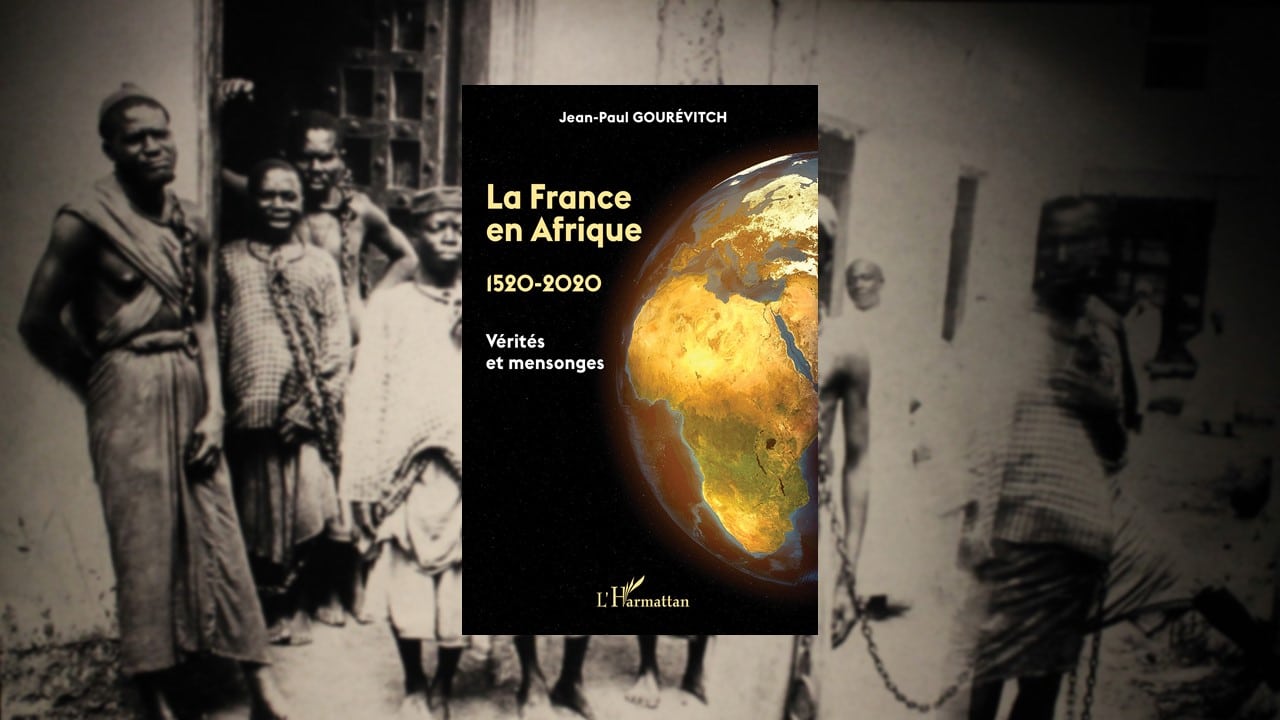 Jean-Paul GOURÉVITCH
La France
en Afrique
1520-2020
Vérités
et mensonges
L'Harmattan